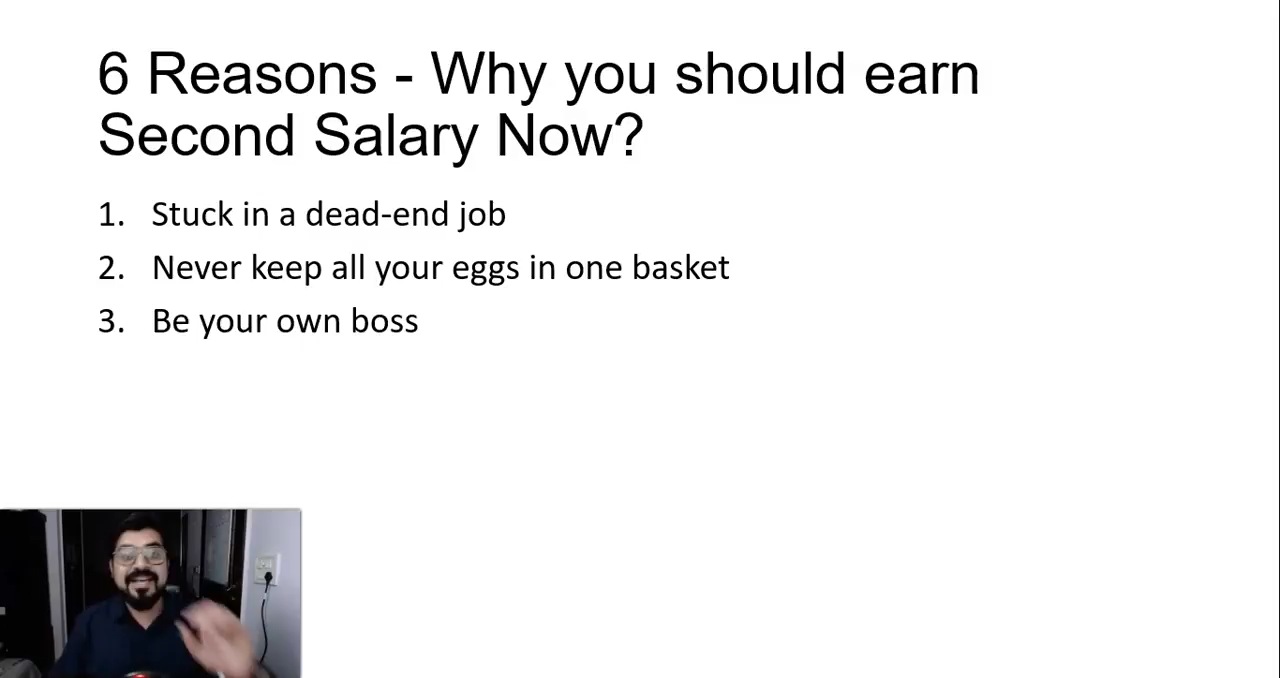 6 Reasons - Why you should earn
Second Salary Now?
1. Stuck in a dead-end job
2. Never keep all your eggs in one basket
3. Be your own boss